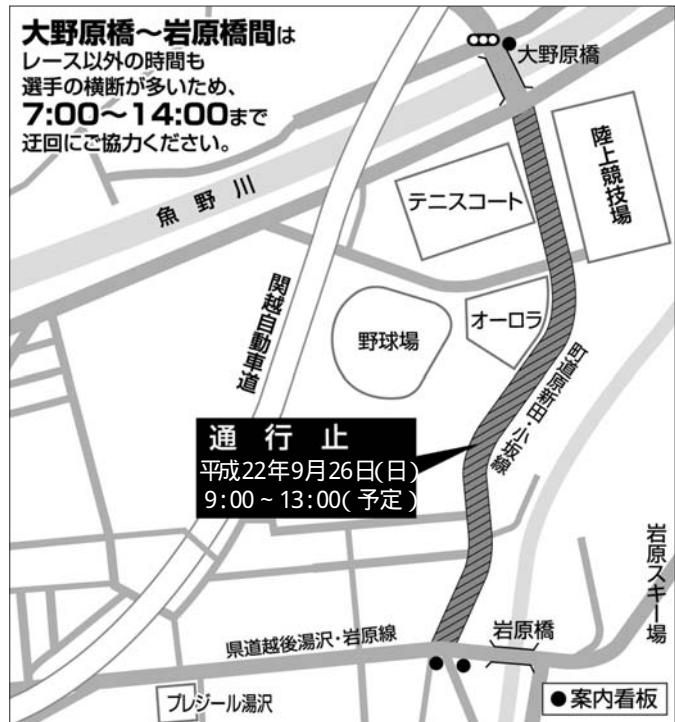 大野原橋～岩原橋間は
レース以外の時間も
選手の横断が多いため、
7:00～14:00まで
迂回にご協力ください。
大野原橋
陸上競技場
テニスコート
魚野川
関越自動車道
オーロラ
野球場
町道原新田・小坂線
通行止
平成22年9月26日(日)
9:00～13:00(予定)
岩原スキー場
岩原橋
県道越後湯沢・岩原線
プレジール湯沢
●案内看板